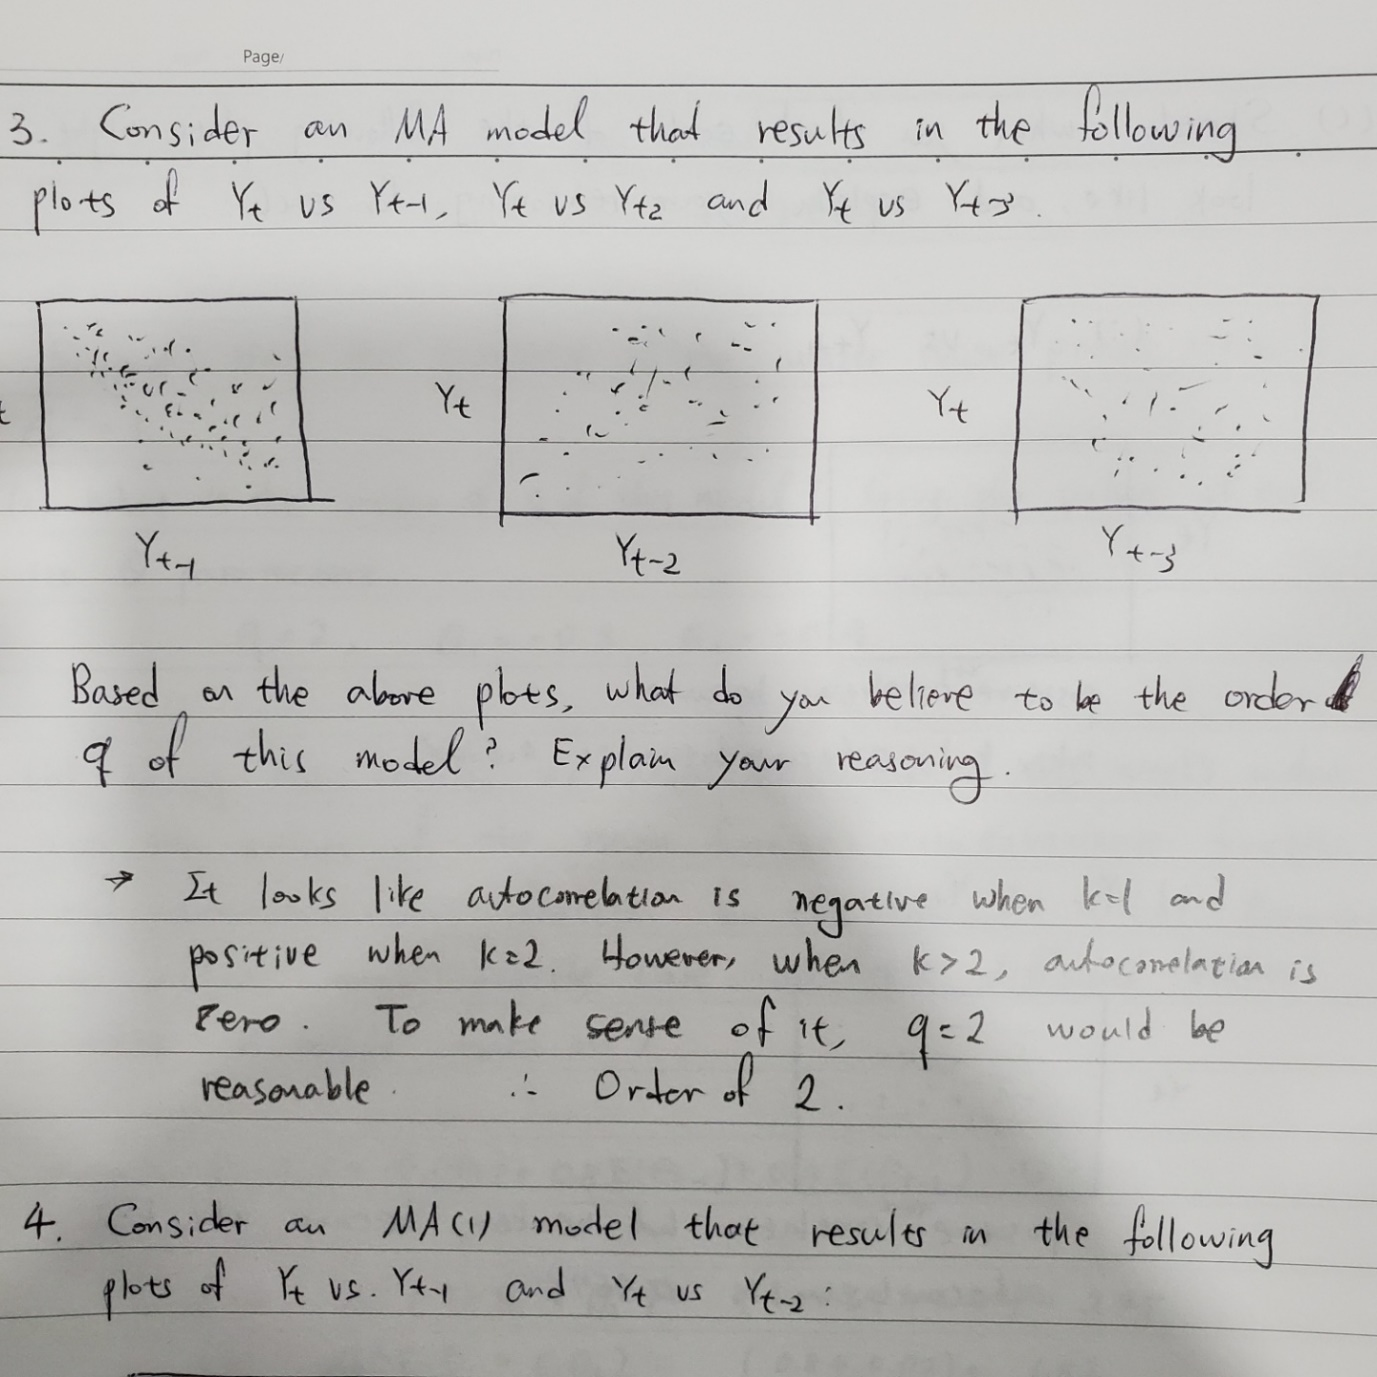 Page/
3. Consider an MA model that results in the following
plots of Yt vs Yt-1, Yt vs Yt2 and Yt vs Yt-3.
t
Yt
Yt
Yt-1
Yt-2
Yt-3
Based on the above plots, what do you believe to be the order
q of this model? Explain your reasoning.
→ It looks like autocorrelation is negative when k=1 and
positive when k=2. However, when k>2, autocorrelation is
zero. To make sense of it, q=2 would be
reasonable. ∴ Order of 2.
4. Consider an MA(1) model that results in the following
plots of Yt vs. Yt-1 and Yt vs Yt-2: